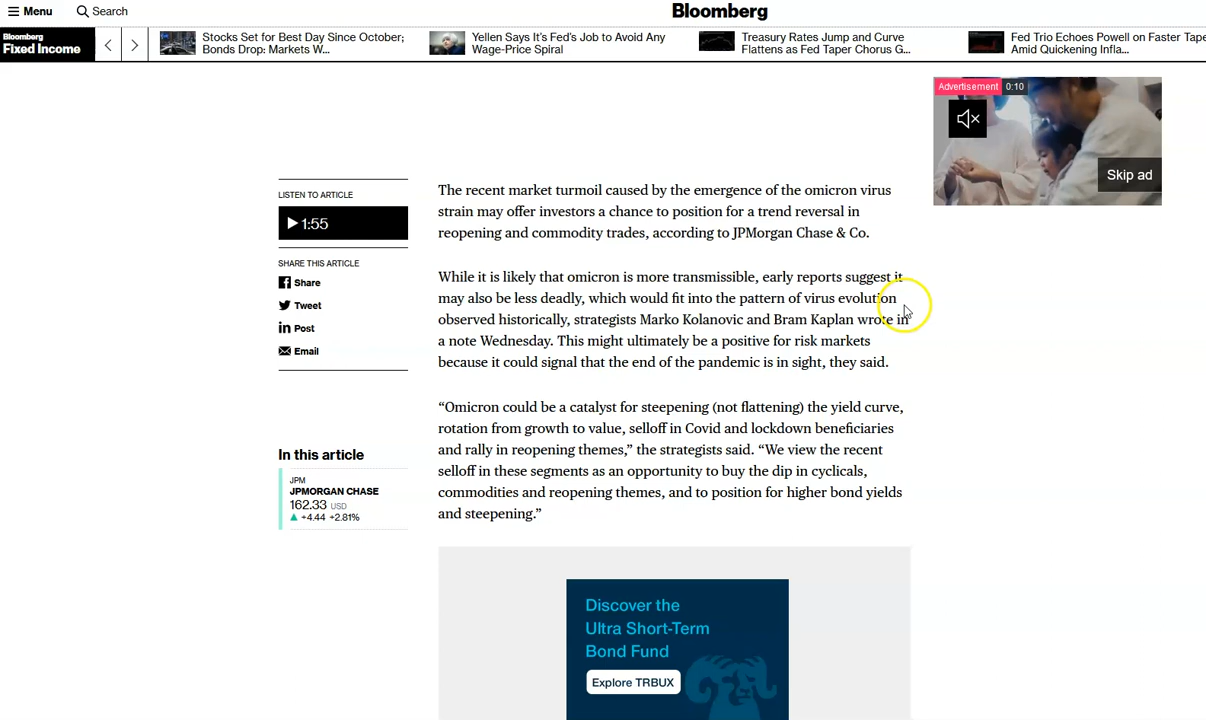 Menu
Search
Bloomberg
Bloomberg
Fixed Income
Stocks Set for Best Day Since October;
Bonds Drop: Markets W...
Yellen Says It's Fed's Job to Avoid Any
Wage-Price Spiral
Treasury Rates Jump and Curve
Flattens as Fed Taper Chorus G...
Fed Trio Echoes Powell on Faster Tape
Amid Quickening Infla...
Advertisement 0:10
Skip ad
LISTEN TO ARTICLE
1:55
SHARE THIS ARTICLE
Share
Tweet
Post
Email
The recent market turmoil caused by the emergence of the omicron virus
strain may offer investors a chance to position for a trend reversal in
reopening and commodity trades, according to JPMorgan Chase & Co.
While it is likely that omicron is more transmissible, early reports suggest it
may also be less deadly, which would fit into the pattern of virus evolution
observed historically, strategists Marko Kolanovic and Bram Kaplan wrote in
a note Wednesday. This might ultimately be a positive for risk markets
because it could signal that the end of the pandemic is in sight, they said.
“Omicron could be a catalyst for steepening (not flattening) the yield curve,
rotation from growth to value, selloff in Covid and lockdown beneficiaries
and rally in reopening themes,” the strategists said. “We view the recent
selloff in these segments as an opportunity to buy the dip in cyclicals,
commodities and reopening themes, and to position for higher bond yields
and steepening.”
In this article
JPM
JPMORGAN CHASE
162.33 USD
▲ +4.44 +2.81%
Discover the
Ultra Short-Term
Bond Fund
Explore TRBUX